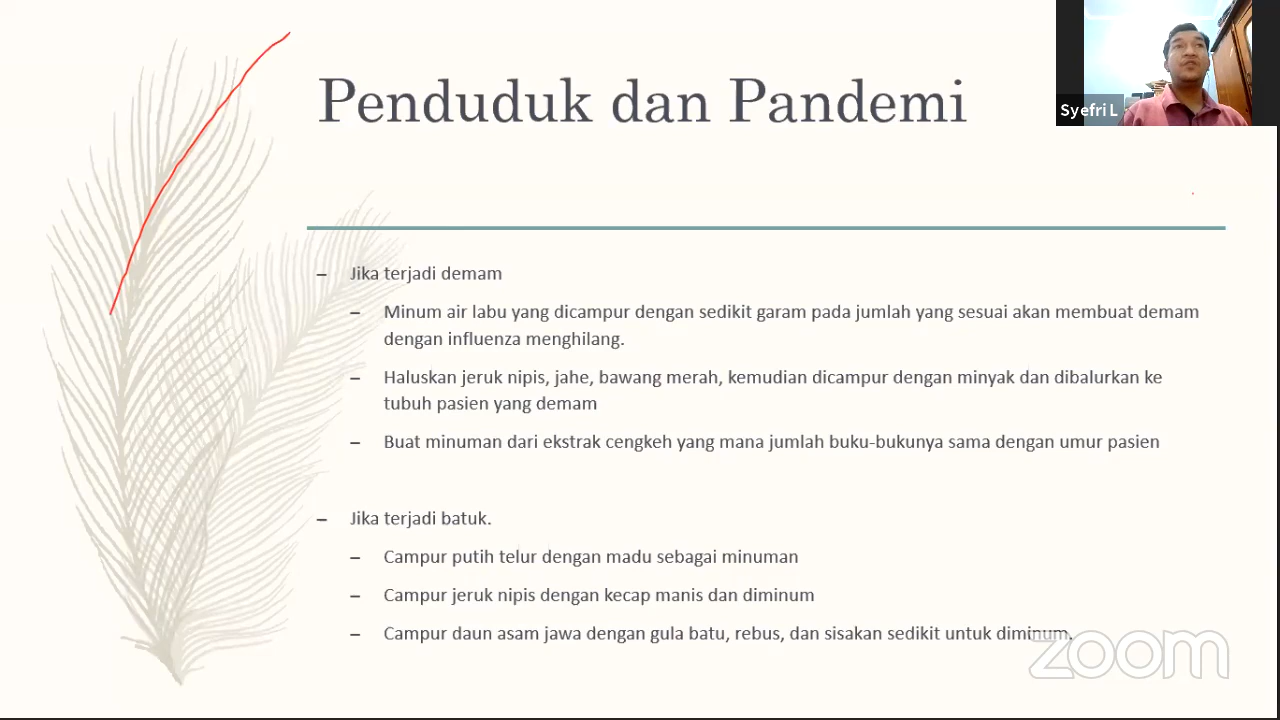 Penduduk dan Pandemi
Syefri L
– Jika terjadi demam
– Minum air labu yang dicampur dengan sedikit garam pada jumlah yang sesuai akan membuat demam
dengan influenza menghilang.
– Haluskan jeruk nipis, jahe, bawang merah, kemudian dicampur dengan minyak dan dibalurkan ke
tubuh pasien yang demam
– Buat minuman dari ekstrak cengkeh yang mana jumlah buku-bukunya sama dengan umur pasien
– Jika terjadi batuk.
– Campur putih telur dengan madu sebagai minuman
– Campur jeruk nipis dengan kecap manis dan diminum
– Campur daun asam jawa dengan gula batu, rebus, dan sisakan sedikit untuk diminum.
zoom